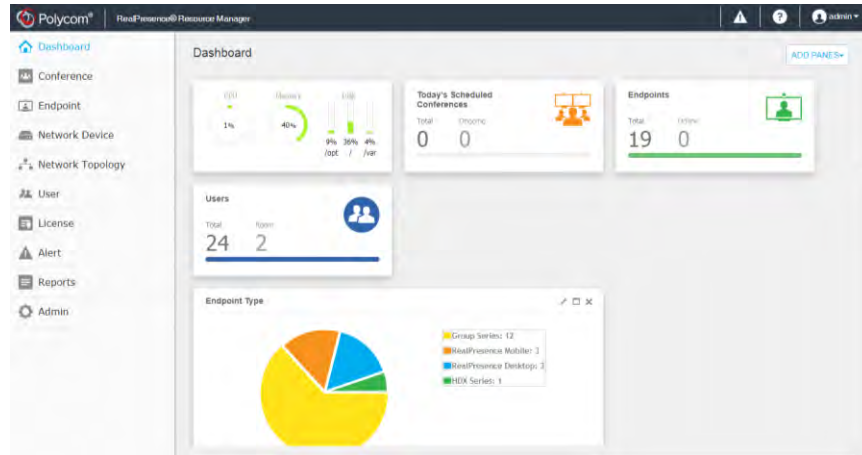 Polycom® RealPresence® Resource Manager
? admin
Dashboard
Conference
Endpoint
Network Device
Network Topology
User
License
Alert
Reports
Admin
Dashboard
ADD PANES
CPU Memory
1% 40%
9% 36% 4%
/opt / /var
Today's Scheduled
Conferences
Total Ongoing
0 0
Endpoints
Total
19 0
Users
Total Room
24 2
Endpoint Type
Group Series: 12
RealPresence Mobile: 3
RealPresence Desktop: 3
HDX Series: 1